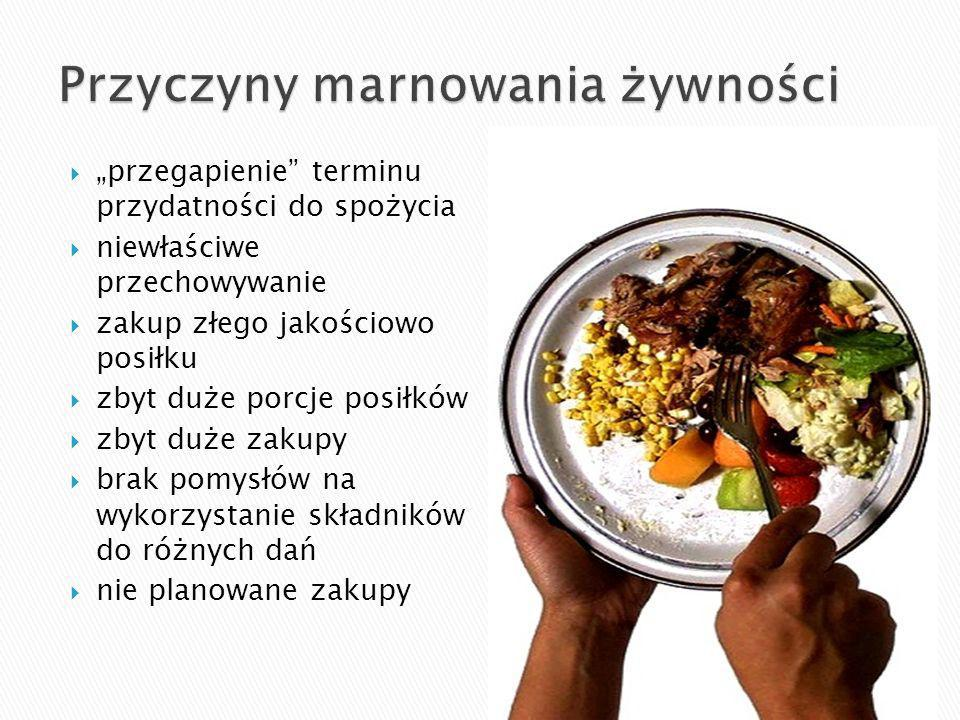 Przyczyny marnowania żywności
„przegapienie” terminu
przydatności do spożycia
niewłaściwe
przechowywanie
zakup złego jakościowo
posiłku
zbyt duże porcje posiłków
zbyt duże zakupy
brak pomysłów na
wykorzystanie składników
do różnych dań
nie planowane zakupy